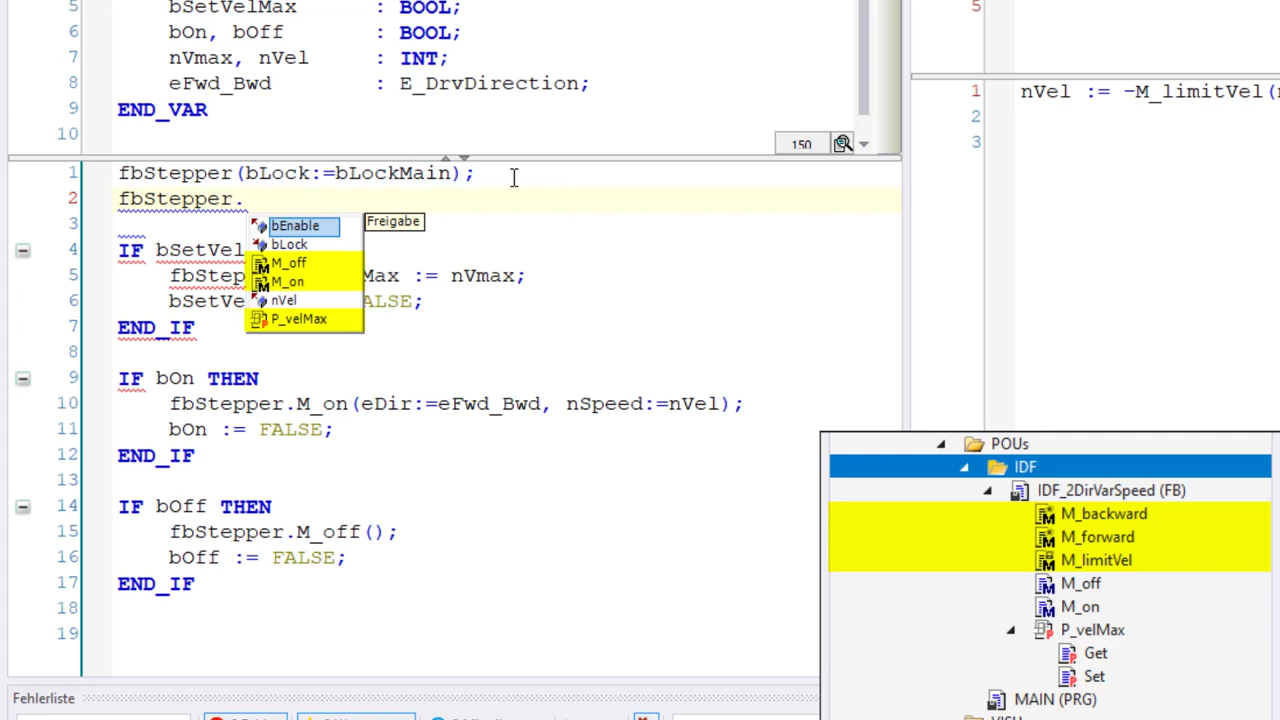 5 bSetVelMax : BOOL;
6 bOn, bOff : BOOL;
7 nVmax, nVel : INT;
8 eFwd_Bwd : E_DrvDirection;
9 END_VAR
10
150
1 fbStepper(bLock:=bLockMain);
2 fbStepper.
3
4 IF bSetVel
5 fbStep Max := nVmax;
6 bSetVe ALSE;
7 END_IF
8
9 IF bOn THEN
10 fbStepper.M_on(eDir:=eFwd_Bwd, nSpeed:=nVel);
11 bOn := FALSE;
12 END_IF
13
14 IF bOff THEN
15 fbStepper.M_off();
16 bOff := FALSE;
17 END_IF
18
19
bEnable
bLock
M_off
M_on
nVel
P_velMax
Freigabe
5
1 nVel := -M_limitVel(
2
3
POUs
IDF
IDF_2DirVarSpeed (FB)
M_backward
M_forward
M_limitVel
M_off
M_on
P_velMax
Get
Set
MAIN (PRG)
Fehlerliste